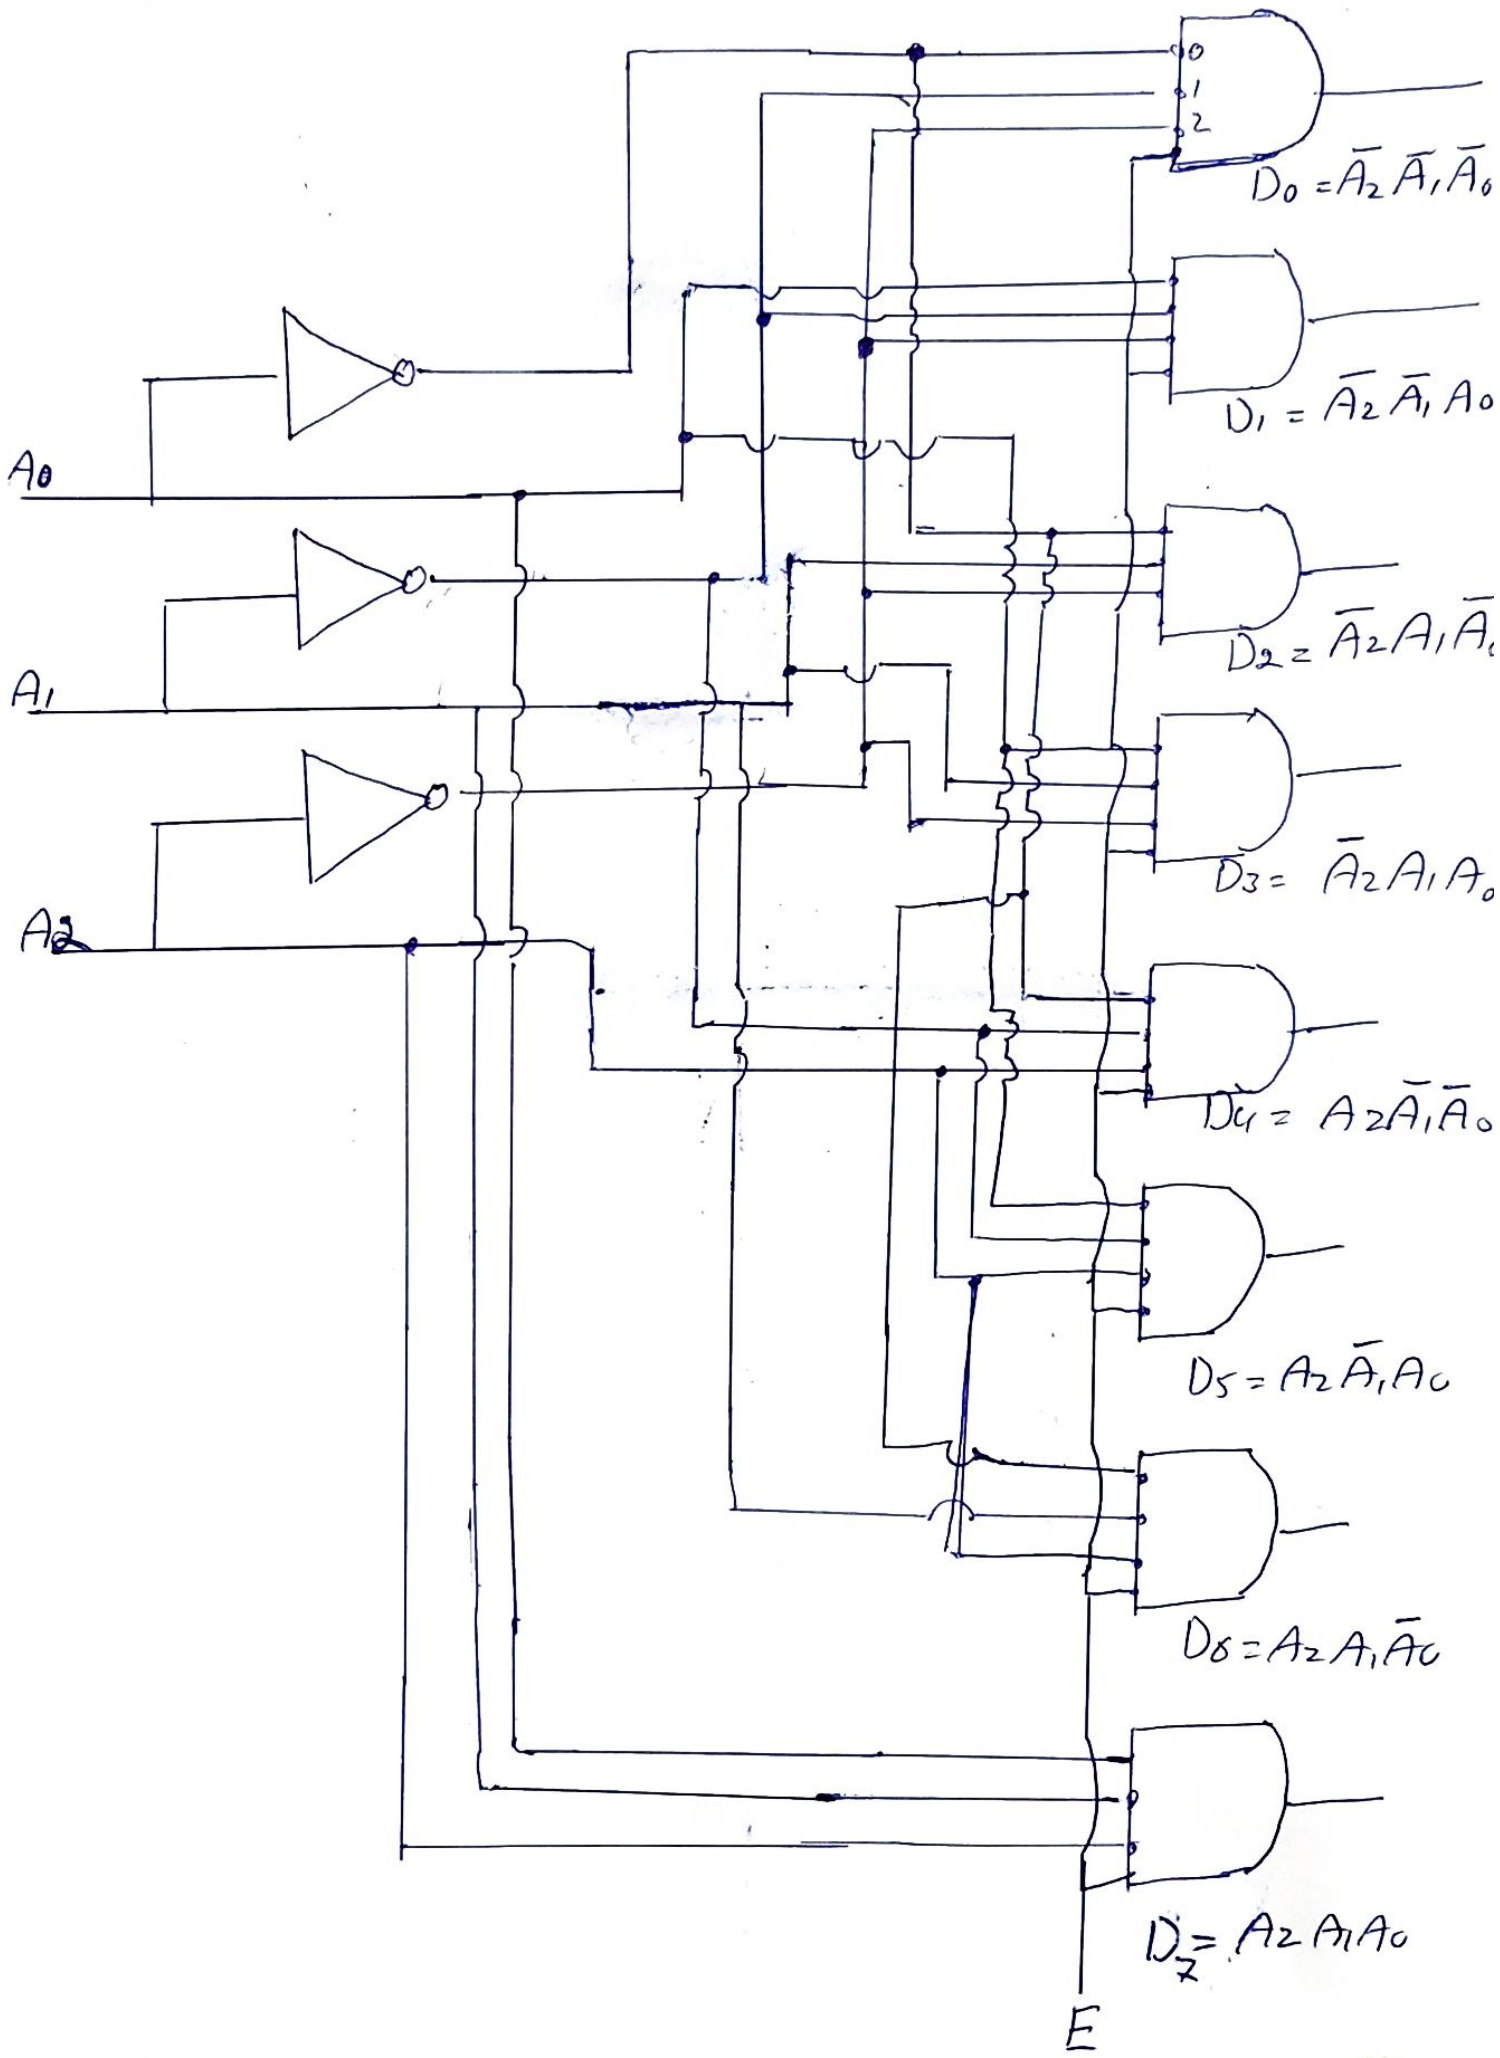 0
1
2
D0 = A̅2 A̅1 A̅0
D1 = A̅2 A̅1 A0
A0
D2 = A̅2 A1 A̅0
A1
D3 = A̅2 A1 A0
A2
D4 = A2 A̅1 A̅0
D5 = A2 A̅1 A0
D6 = A2 A1 A̅0
D7 = A2 A1 A0
E